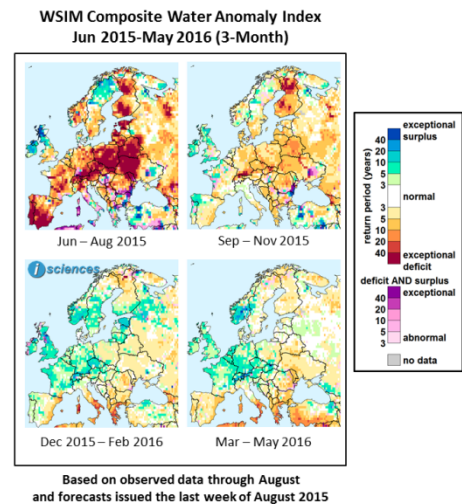 WSIM Composite Water Anomaly Index
Jun 2015-May 2016 (3-Month)
Jun – Aug 2015
Sep – Nov 2015
isciences
Dec 2015 – Feb 2016
Mar – May 2016
return period (years)
exceptional
surplus
40
20
10
5
3
normal
3
5
10
20
40
exceptional
deficit
deficit AND surplus
40
exceptional
20
10
5
3
abnormal
no data
Based on observed data through August
and forecasts issued the last week of August 2015